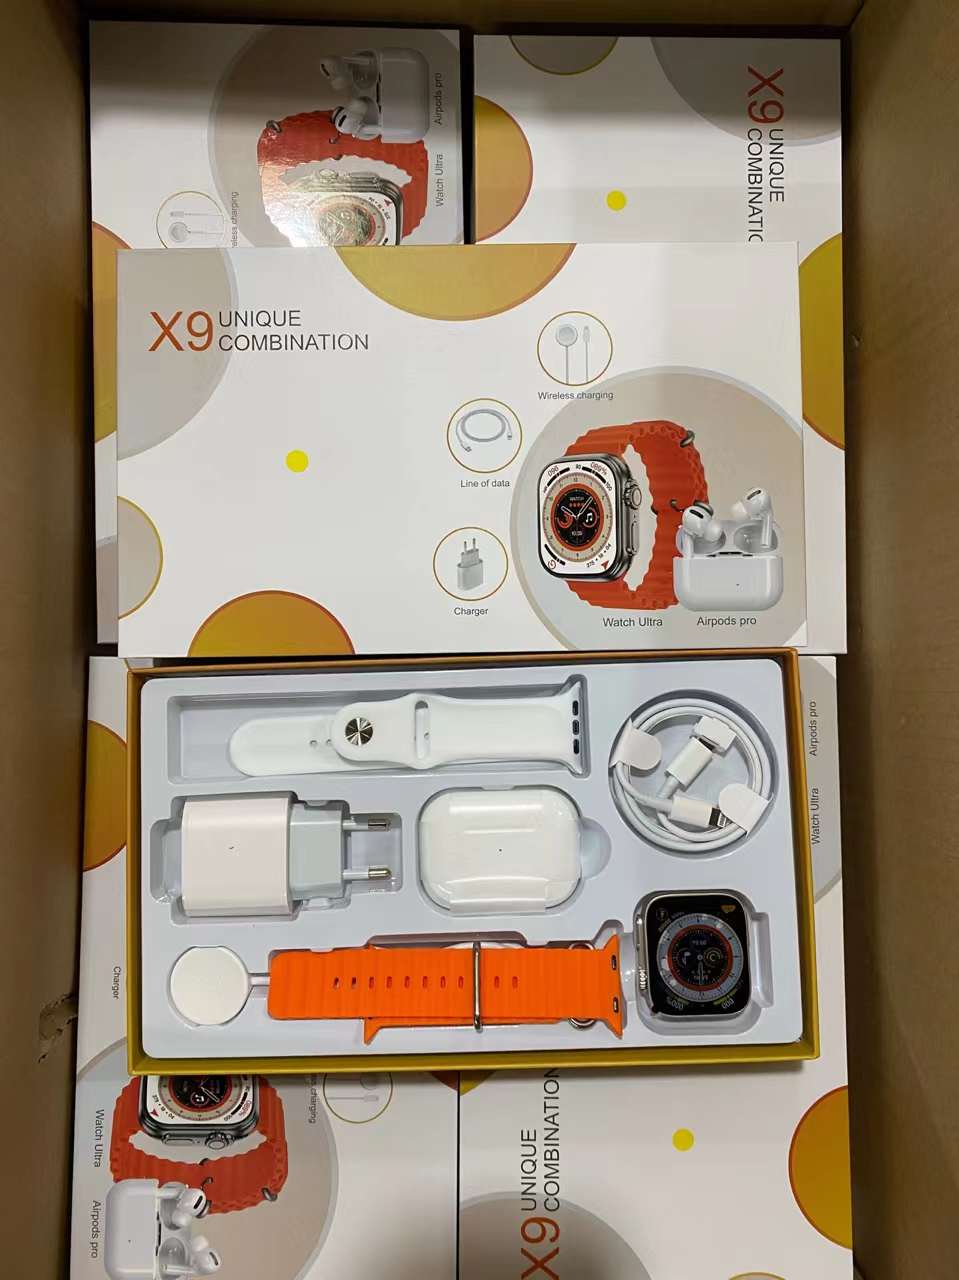 Airpods pro
Watch Ultra
X9 UNIQUE
X9
UNIQUE
COMBINATION
Wireless charging
Line of data
Charger
WATCH
Watch Ultra
Airpods pro
Airpods pro
Watch Ultra
Charger
Watch Ultra
Airpods pro
X9
UNIQUE
COMBINATION